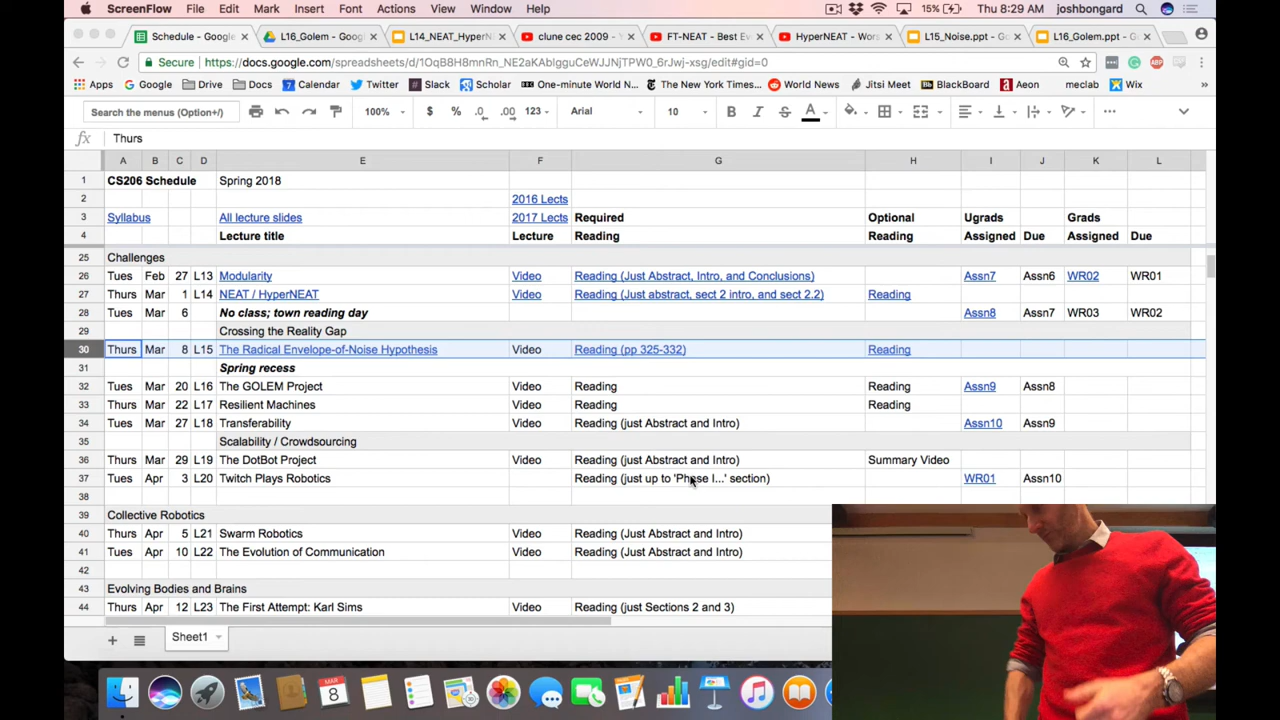 ScreenFlow File Edit Mark Insert Font Actions View Window Help 15% Thu 8:29 AM joshbongard
Schedule - Google L16_Golem - Google L14_NEAT_HyperN clune cec 2009 - Y FT-NEAT - Best Ev HyperNEAT - Wors L15_Noise.ppt - Go L16_Golem.ppt - G
Secure https://docs.google.com/spreadsheets/d/1OqB8H8mnRn_NE2aKAblgguCeWJJNjTPW0_6rJwj-xsg/edit#gid=0
Apps Google Drive Docs Calendar Twitter Slack Scholar One-minute World N... The New York Times... World News Jitsi Meet BlackBoard Aeon meclab Wix
Search the menus (Option+/) 100% $ % .0 .00 123 Arial 10 B I S A
fx Thurs
A B C D E F G H I J K L
1 CS206 Schedule Spring 2018
2 2016 Lects
3 Syllabus All lecture slides 2017 Lects Required Optional Ugrads Grads
4 Lecture title Lecture Reading Reading Assigned Due Assigned Due
25 Challenges
26 Tues Feb 27 L13 Modularity Video Reading (Just Abstract, Intro, and Conclusions) Assn7 Assn6 WR02 WR01
27 Thurs Mar 1 L14 NEAT / HyperNEAT Video Reading (Just abstract, sect 2 intro, and sect 2.2) Reading
28 Tues Mar 6 No class; town reading day Assn8 Assn7 WR03 WR02
29 Crossing the Reality Gap
30 Thurs Mar 8 L15 The Radical Envelope-of-Noise Hypothesis Video Reading (pp 325-332) Reading
31 Spring recess
32 Tues Mar 20 L16 The GOLEM Project Video Reading Reading Assn9 Assn8
33 Thurs Mar 22 L17 Resilient Machines Video Reading Reading
34 Tues Mar 27 L18 Transferability Video Reading (just Abstract and Intro) Assn10 Assn9
35 Scalability / Crowdsourcing
36 Thurs Mar 29 L19 The DotBot Project Video Reading (just Abstract and Intro) Summary Video
37 Tues Apr 3 L20 Twitch Plays Robotics Reading (just up to 'Phase I...' section) WR01 Assn10
38
39 Collective Robotics
40 Thurs Apr 5 L21 Swarm Robotics Reading (Just Abstract and Intro)
41 Tues Apr 10 L22 The Evolution of Communication Reading (Just Abstract and Intro)
42
43 Evolving Bodies and Brains
44 Thurs Apr 12 L23 The First Attempt: Karl Sims Video Reading (just Sections 2 and 3)
Sheet1
MAR
8